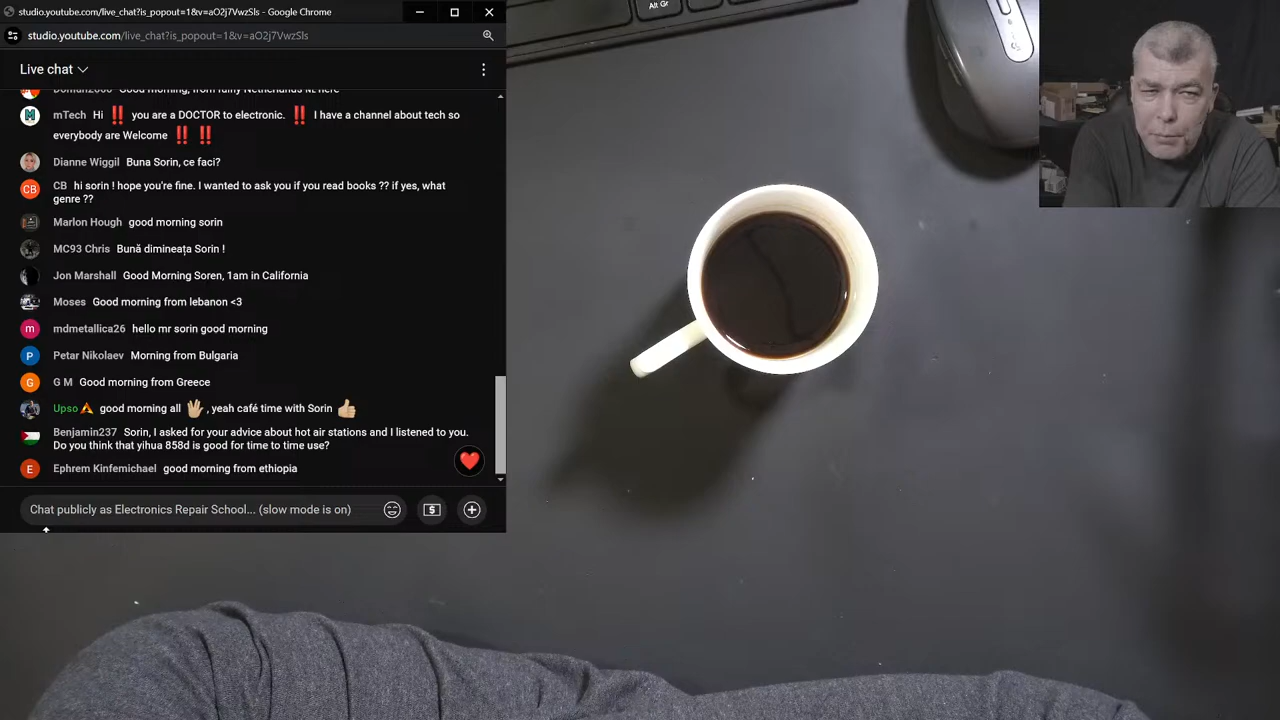 studio.youtube.com/live_chat?is_popout=1&v=aO2j7VwzSls - Google Chrome
studio.youtube.com/live_chat?is_popout=1&v=aO2j7VwzSls
Live chat
mTech Hi ‼️ you are a DOCTOR to electronic. ‼️ I have a channel about tech so
everybody are Welcome ‼️ ‼️
Dianne Wiggil Buna Sorin, ce faci?
CB hi sorin ! hope you're fine. I wanted to ask you if you read books ?? if yes, what
genre ??
Marlon Hough good morning sorin
MC93 Chris Bună dimineața Sorin !
Jon Marshall Good Morning Soren, 1am in California
Moses Good morning from lebanon <3
m mdmetallica26 hello mr sorin good morning
P Petar Nikolaev Morning from Bulgaria
G G M Good morning from Greece
Upso good morning all 🖖 , yeah café time with Sorin 👍
Benjamin237 Sorin, I asked for your advice about hot air stations and I listened to you.
Do you think that yihua 858d is good for time to time use?
E Ephrem Kinfemichael good morning from ethiopia
Chat publicly as Electronics Repair School... (slow mode is on)
Alt Gr